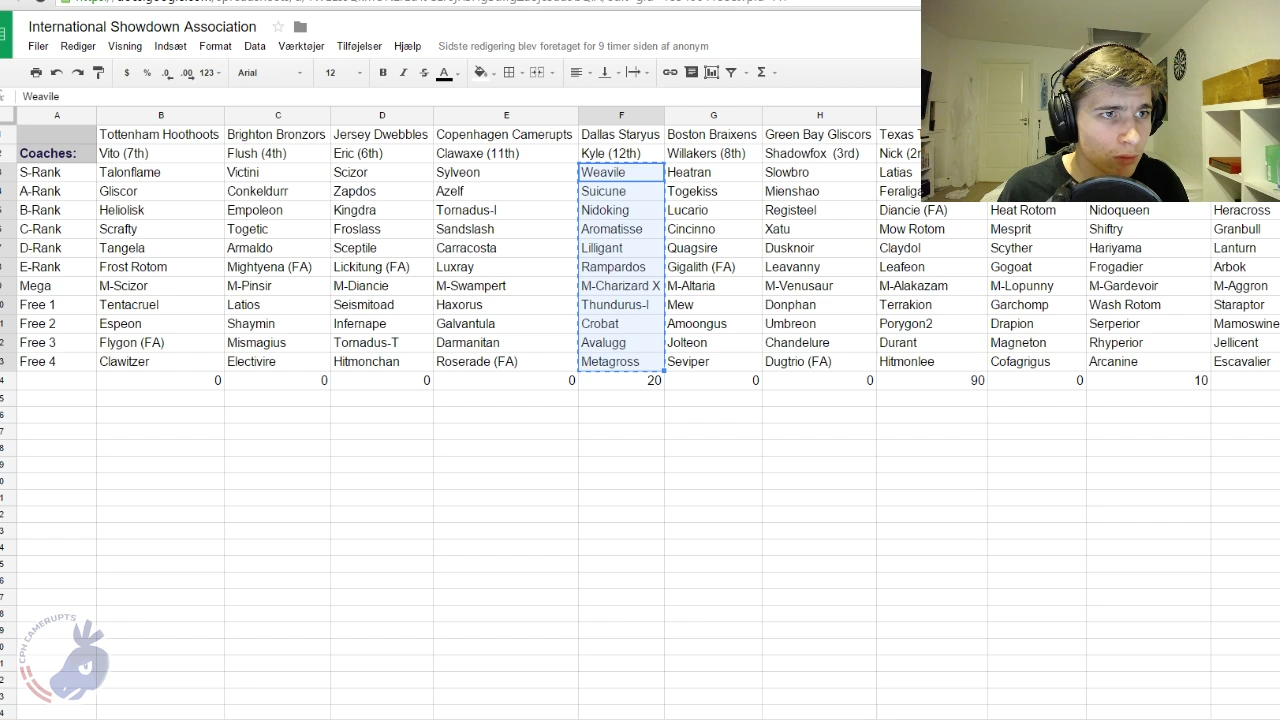 International Showdown Association
Filer Rediger Visning Indsæt Format Data Værktøjer Tilføjelser Hjælp Sidste redigering blev foretaget for 9 timer siden af anonym
$ % .0 .00 123 Arial 12 B I S A Σ
Weavile
A B C D E F G H
Tottenham Hoothoots Brighton Bronzors Jersey Dwebbles Copenhagen Camerupts Dallas Staryus Boston Braixens Green Bay Gliscors Texas
Coaches: Vito (7th) Flush (4th) Eric (6th) Clawaxe (11th) Kyle (12th) Willakers (8th) Shadowfox (3rd) Nick
S-Rank Talonflame Victini Scizor Sylveon Weavile Heatran Slowbro Latias
A-Rank Gliscor Conkeldurr Zapdos Azelf Suicune Togekiss Mienshao Feraliga
B-Rank Heliolisk Empoleon Kingdra Tornadus-I Nidoking Lucario Registeel Diancie (FA) Heat Rotom Nidoqueen Heracross
C-Rank Scrafty Togetic Froslass Sandslash Aromatisse Cincinno Xatu Mow Rotom Mesprit Shiftry Granbull
D-Rank Tangela Armaldo Sceptile Carracosta Lilligant Quagsire Dusknoir Claydol Scyther Hariyama Lanturn
E-Rank Frost Rotom Mightyena (FA) Lickitung (FA) Luxray Rampardos Gigalith (FA) Leavanny Leafeon Gogoat Frogadier Arbok
Mega M-Scizor M-Pinsir M-Diancie M-Swampert M-Charizard X M-Altaria M-Venusaur M-Alakazam M-Lopunny M-Gardevoir M-Aggron
Free 1 Tentacruel Latios Seismitoad Haxorus Thundurus-I Mew Donphan Terrakion Garchomp Wash Rotom Staraptor
Free 2 Espeon Shaymin Infernape Galvantula Crobat Amoongus Umbreon Porygon2 Drapion Serperior Mamoswine
Free 3 Flygon (FA) Mismagius Tornadus-T Darmanitan Avalugg Jolteon Chandelure Durant Magneton Rhyperior Jellicent
Free 4 Clawitzer Electivire Hitmonchan Roserade (FA) Metagross Seviper Dugtrio (FA) Hitmonlee Cofagrigus Arcanine Escavalier
0 0 0 0 20 0 0 90 0 10
CPH CAMERUPTS